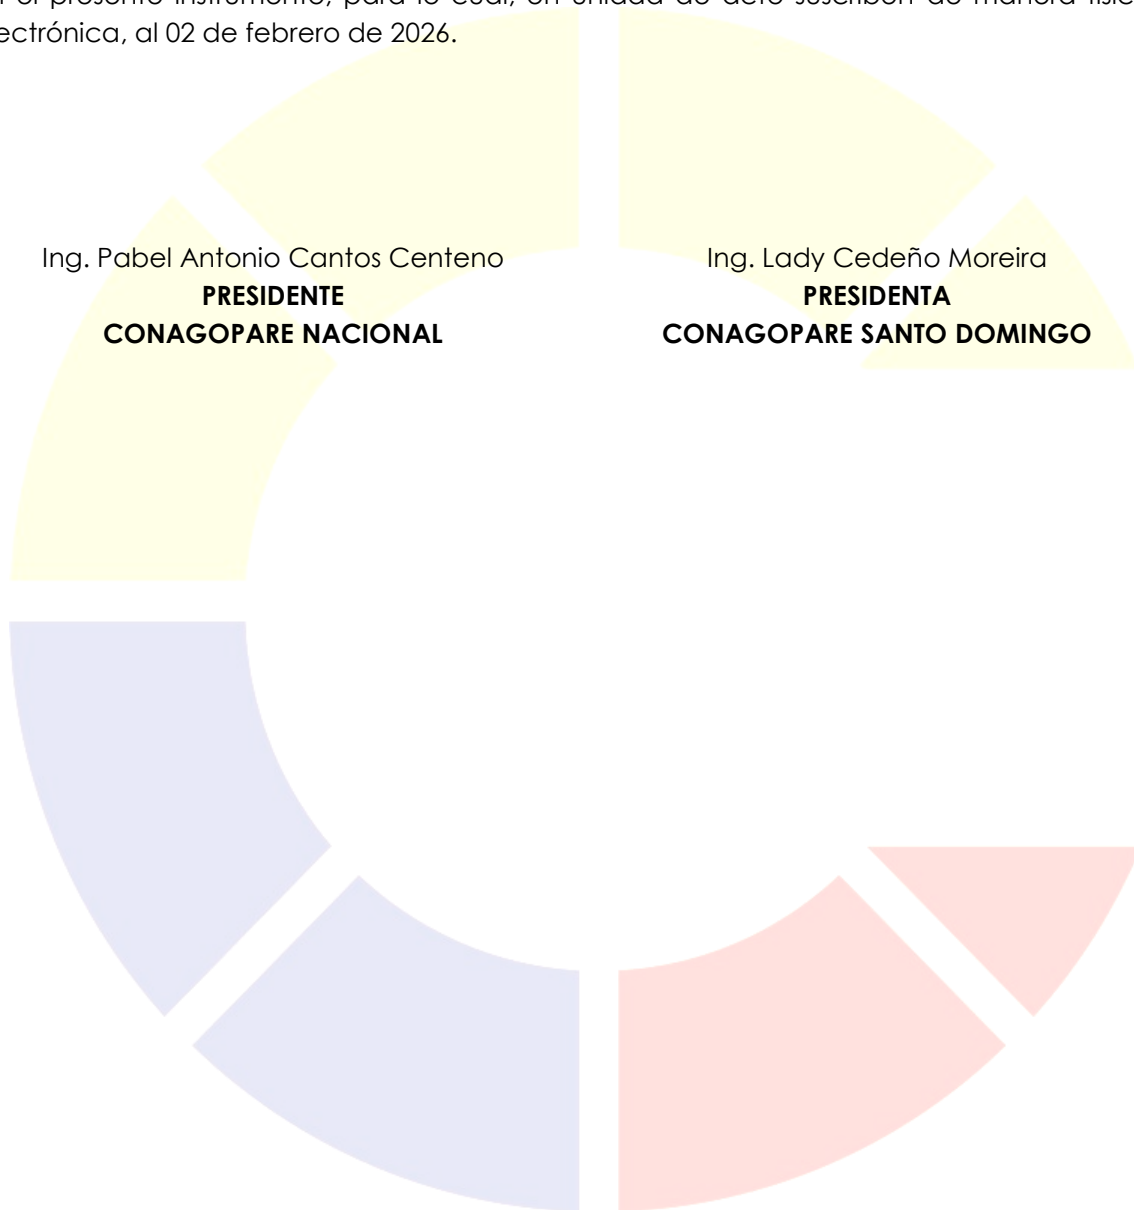 el presente instrumento, para lo cual, en unidad de acto suscriben de manera
ectrónica, al 02 de febrero de 2026.
Ing. Pabel Antonio Cantos Centeno
PRESIDENTE
CONAGOPARE NACIONAL
Ing. Lady Cedeño Moreira
PRESIDENTA
CONAGOPARE SANTO DOMINGO